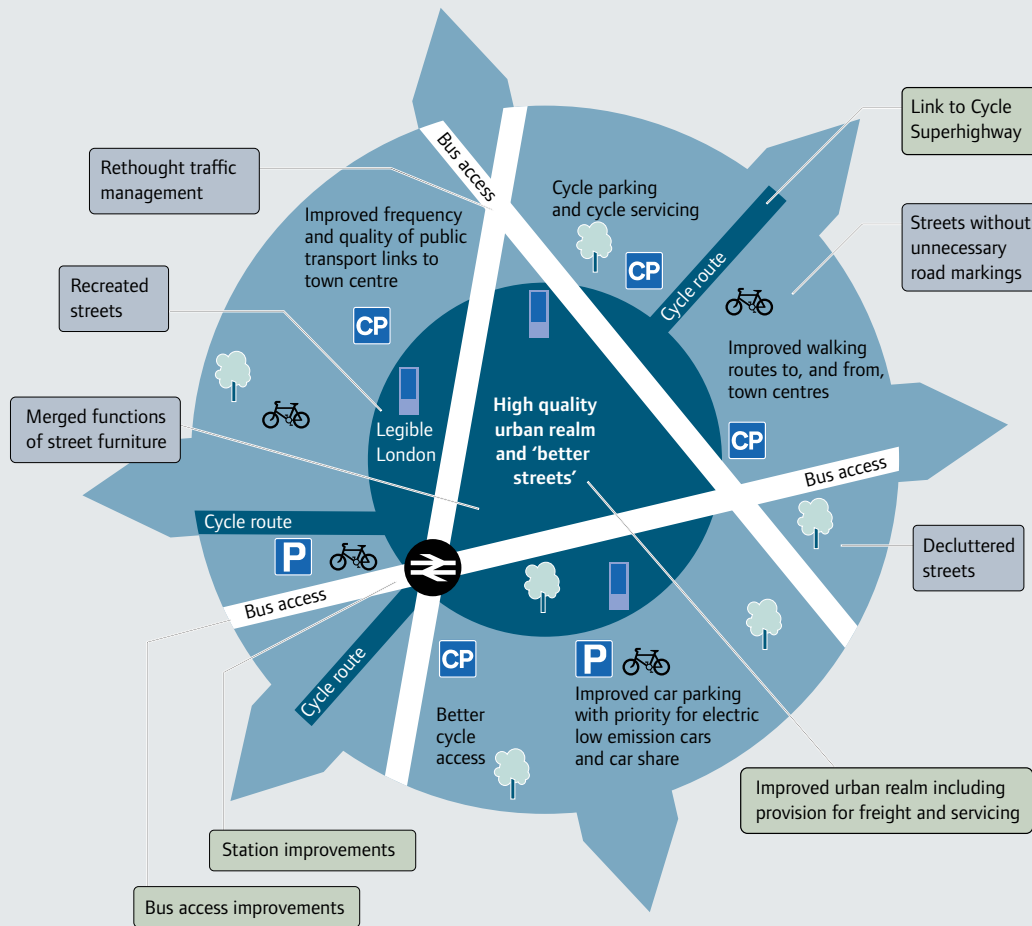 Link to Cycle
Superhighway
Bus access
Rethought traffic
management
Cycle parking
and cycle servicing
Improved frequency
and quality of public
transport links to
town centre
Streets without
unnecessary
road markings
Cycle route
CP
Recreated
streets
CP
Improved walking
routes to, and from,
town centres
Merged functions
of street furniture
Legible
London
High quality
urban realm
and ‘better
streets’
CP
Bus access
Cycle route
P
Decluttered
streets
Bus access
CP
P
Cycle route
Better
cycle
access
Improved car parking
with priority for electric
low emission cars
and car share
Improved urban realm including
provision for freight and servicing
Station improvements
Bus access improvements